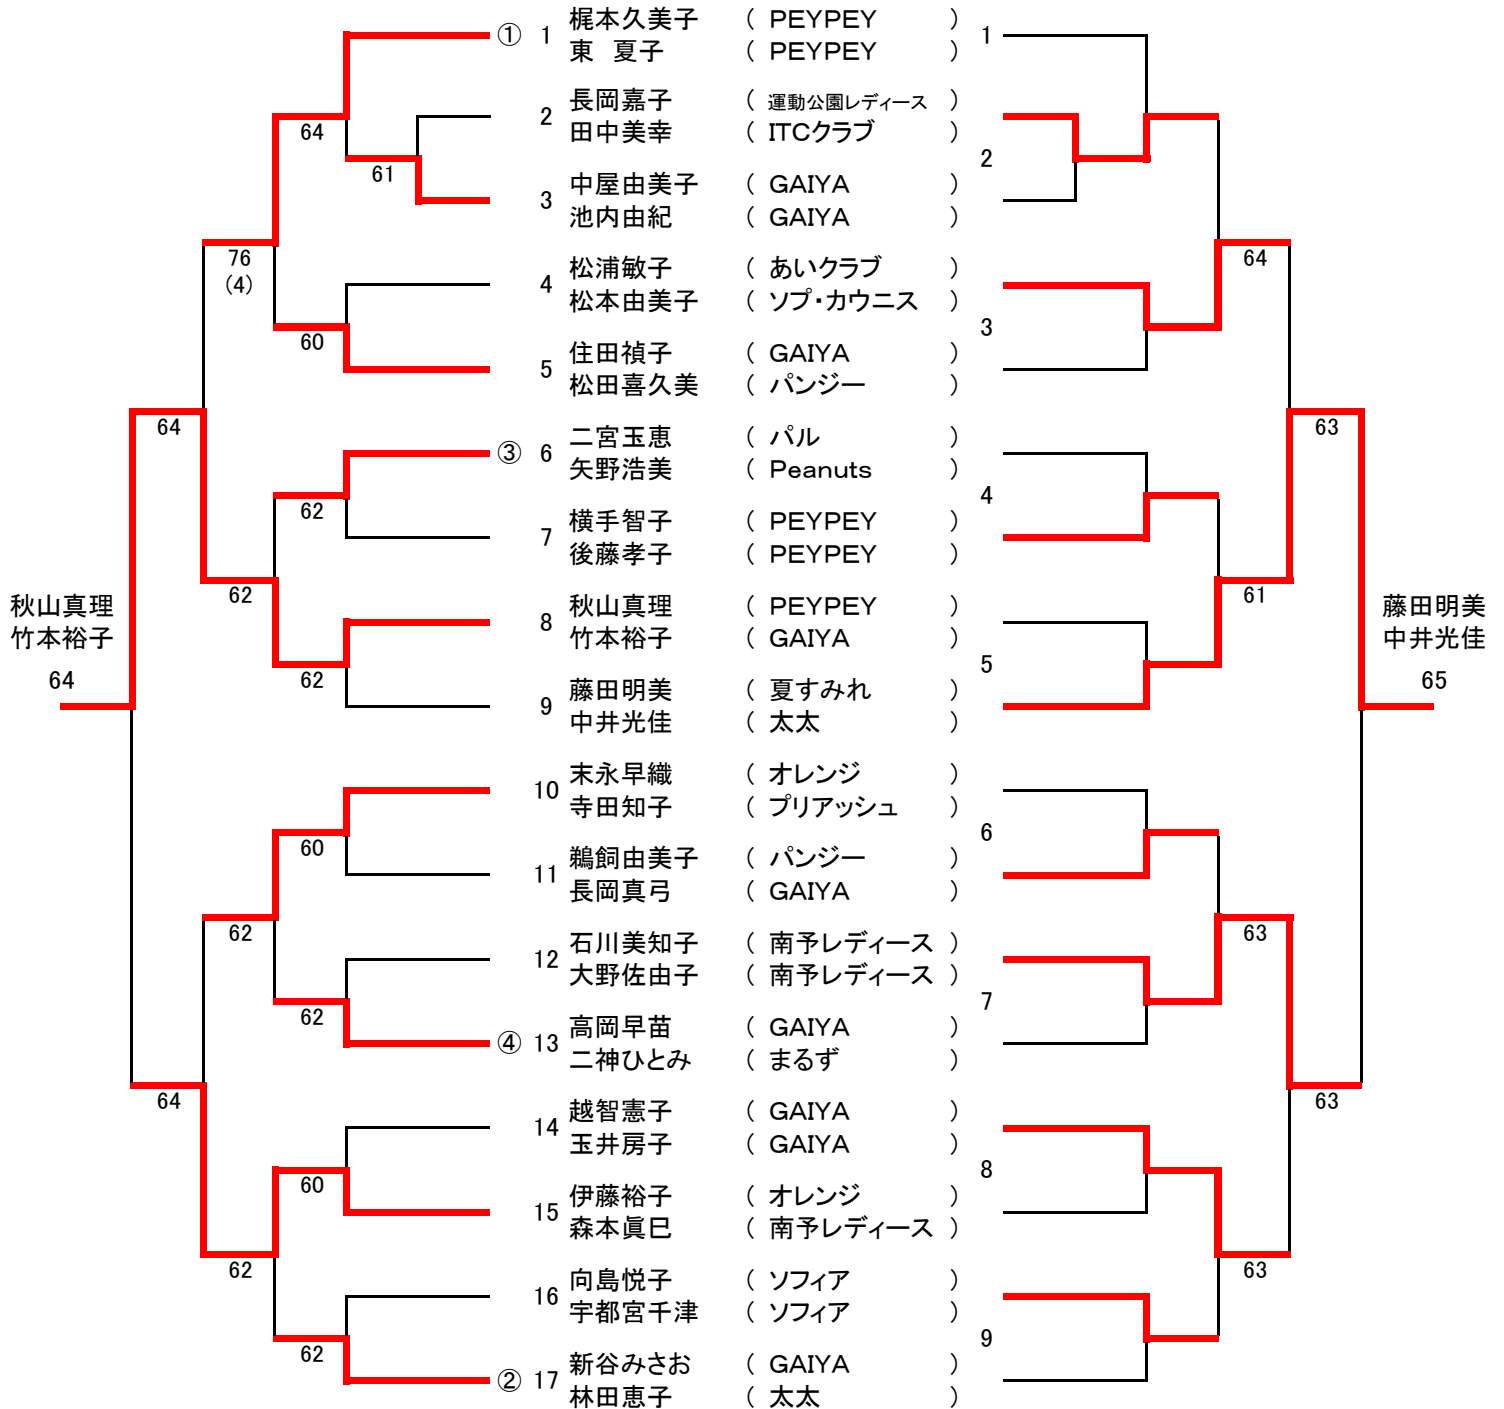 ① 1 梶本久美子 ( PEYPEY ) 1
東 夏子 ( PEYPEY )
2 長岡嘉子 ( 運動公園レディース )
田中美幸 ( ITCクラブ )
64
61
2
3 中屋由美子 ( GAIYA )
池内由紀 ( GAIYA )
76
(4)
64
4 松浦敏子 ( あいクラブ )
松本由美子 ( ソプ・カウニス )
60
3
5 住田禎子 ( GAIYA )
松田喜久美 ( パンジー )
64
63
③ 6 二宮玉恵 ( パル )
矢野浩美 ( Peanuts )
62
4
7 横手智子 ( PEYPEY )
後藤孝子 ( PEYPEY )
62
61
秋山真理
竹本裕子
64
8 秋山真理 ( PEYPEY )
竹本裕子 ( GAIYA )
藤田明美
中井光佳
65
62
5
9 藤田明美 ( 夏すみれ )
中井光佳 ( 太太 )
10 末永早織 ( オレンジ )
寺田知子 ( プリアッシュ )
60
6
11 鵜飼由美子 ( パンジー )
長岡真弓 ( GAIYA )
62
63
12 石川美知子 ( 南予レディース )
大野佐由子 ( 南予レディース )
62
7
④ 13 高岡早苗 ( GAIYA )
二神ひとみ ( まるず )
64
63
14 越智憲子 ( GAIYA )
玉井房子 ( GAIYA )
60
8
15 伊藤裕子 ( オレンジ )
森本眞巳 ( 南予レディース )
62
63
16 向島悦子 ( ソフィア )
宇都宮千津 ( ソフィア )
62
9
② 17 新谷みさお ( GAIYA )
林田恵子 ( 太太 )